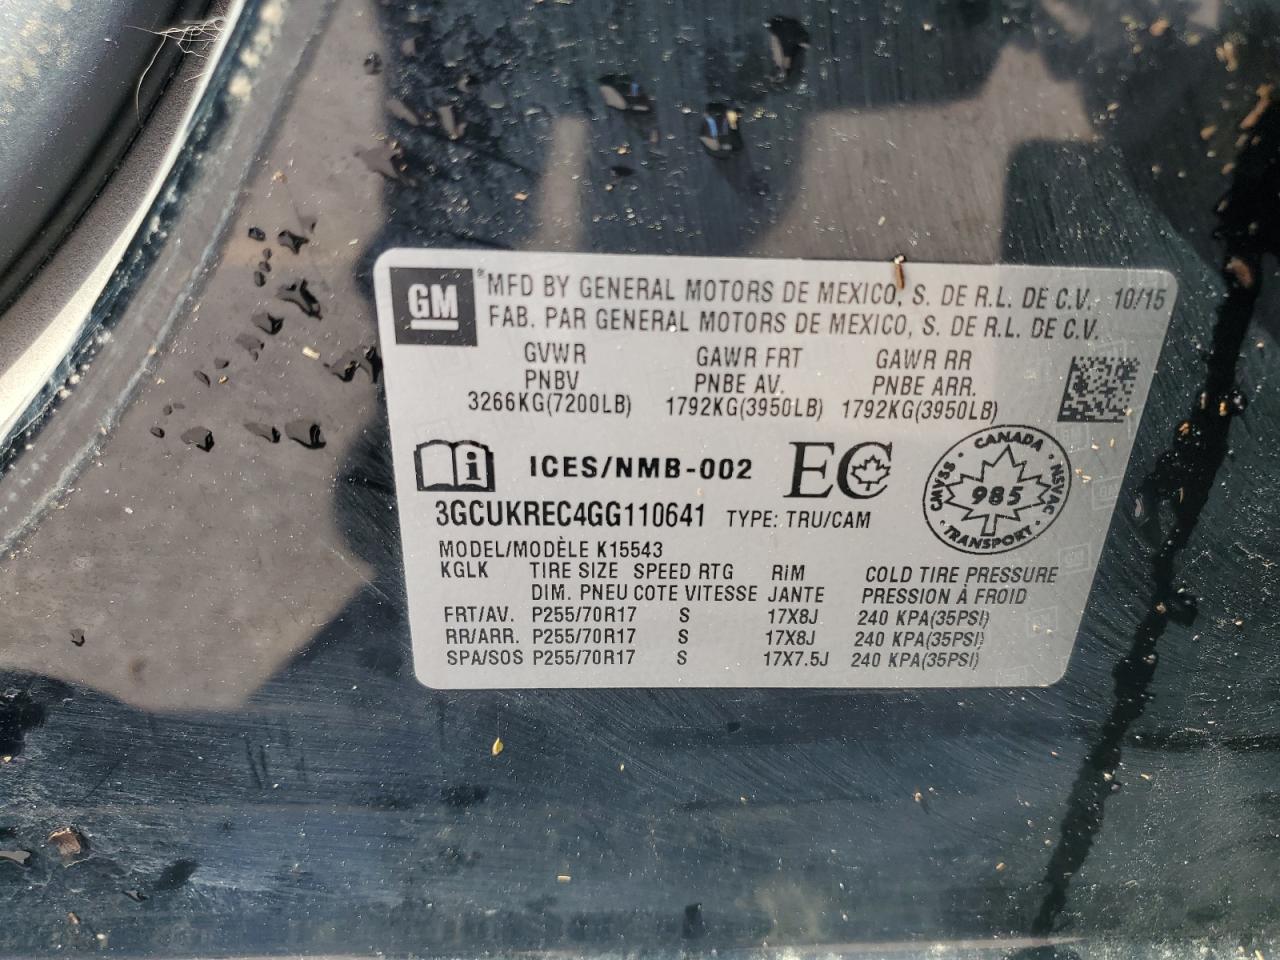 GM
*MFD BY GENERAL MOTORS DE MEXICO, S. DE R.L. DE C.V. 10/15
FAB. PAR GENERAL MOTORS DE MEXICO, S. DE R.L. DE C.V.
GVWR GAWR FRT GAWR RR
PNBV PNBE AV. PNBE ARR.
3266KG(7200LB) 1792KG(3950LB) 1792KG(3950LB)
i ICES/NMB-002 EC
CANADA CMVSS NSVAC 985 TRANSPORT
3GCUKREC4GG110641 TYPE: TRU/CAM
MODEL/MODÈLE K15543
KGLK TIRE SIZE SPEED RTG RIM COLD TIRE PRESSURE
DIM. PNEU COTE VITESSE JANTE PRESSION À FROID
FRT/AV. P255/70R17 S 17X8J 240 KPA(35PSI)
RR/ARR. P255/70R17 S 17X8J 240 KPA(35PSI)
SPA/SOS P255/70R17 S 17X7.5J 240 KPA(35PSI)